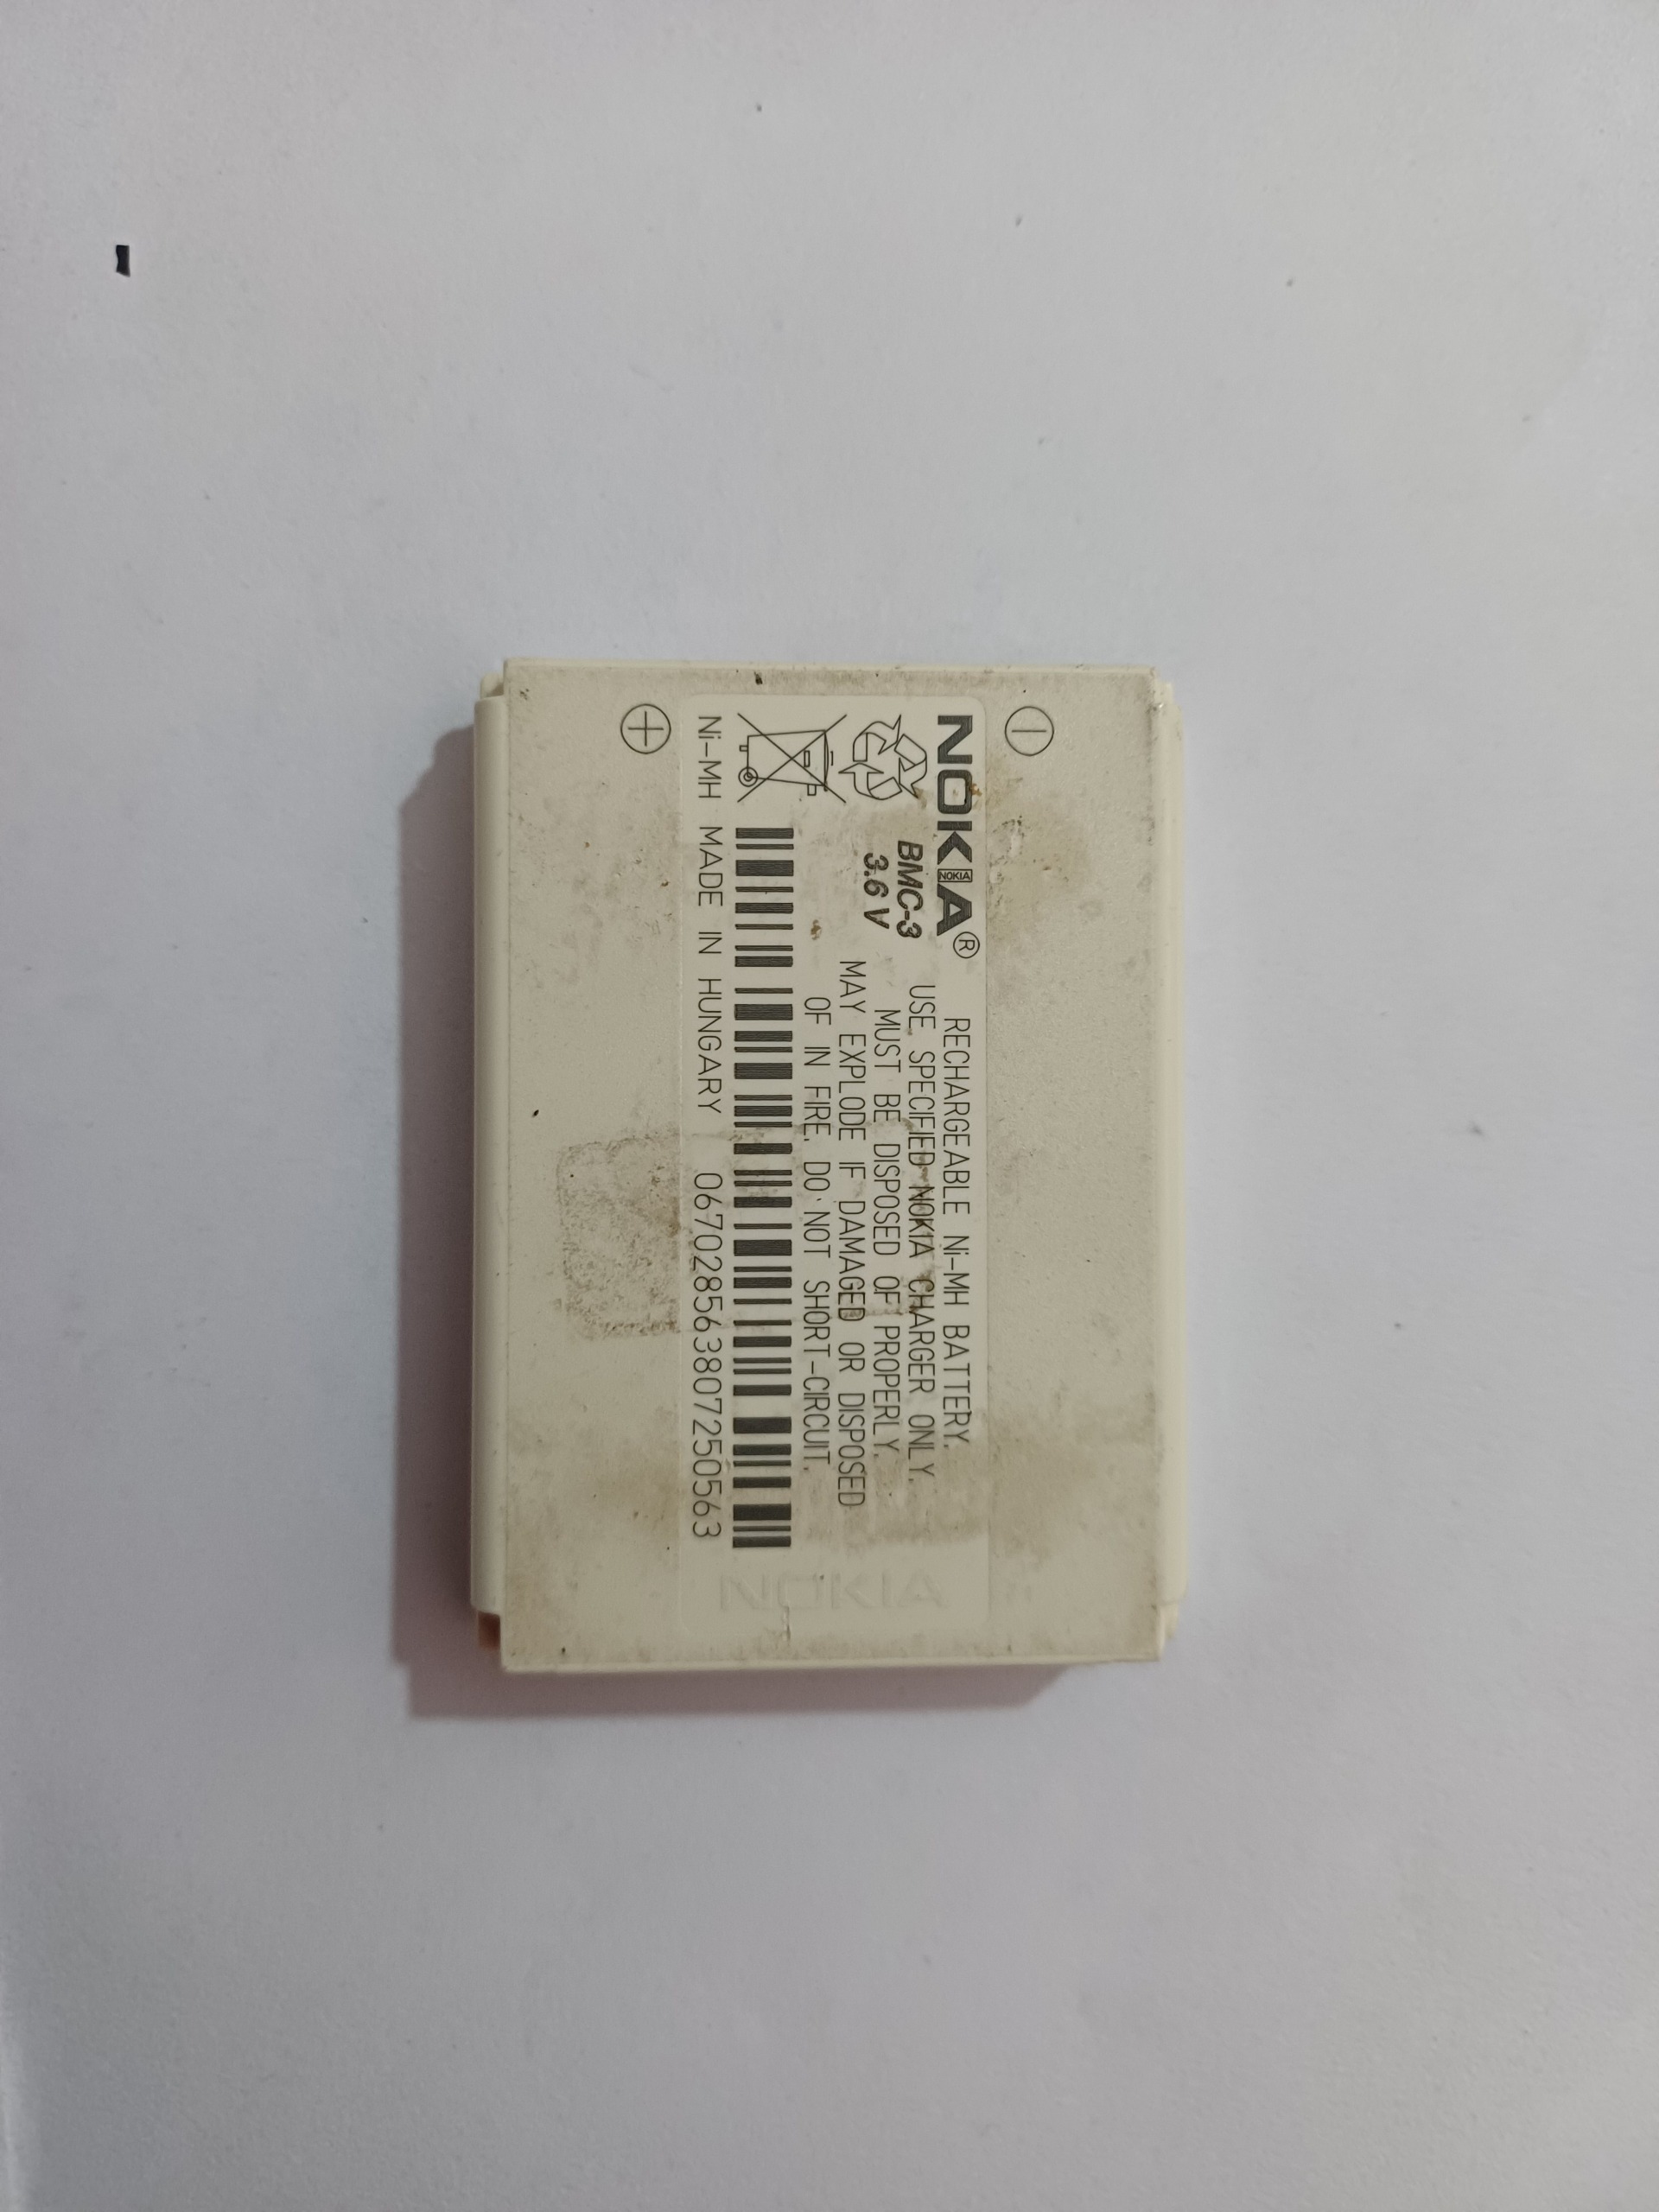 NOKIA®
NOKIA
BMC-3
3.6 V
RECHARGEABLE Ni-MH BATTERY.
USE SPECIFIED NOKIA CHARGER ONLY.
MUST BE DISPOSED OF PROPERLY.
MAY EXPLODE IF DAMAGED OR DISPOSED
OF IN FIRE. DO NOT SHORT-CIRCUIT.
Ni-MH MADE IN HUNGARY 067028563807250563
NOKIA